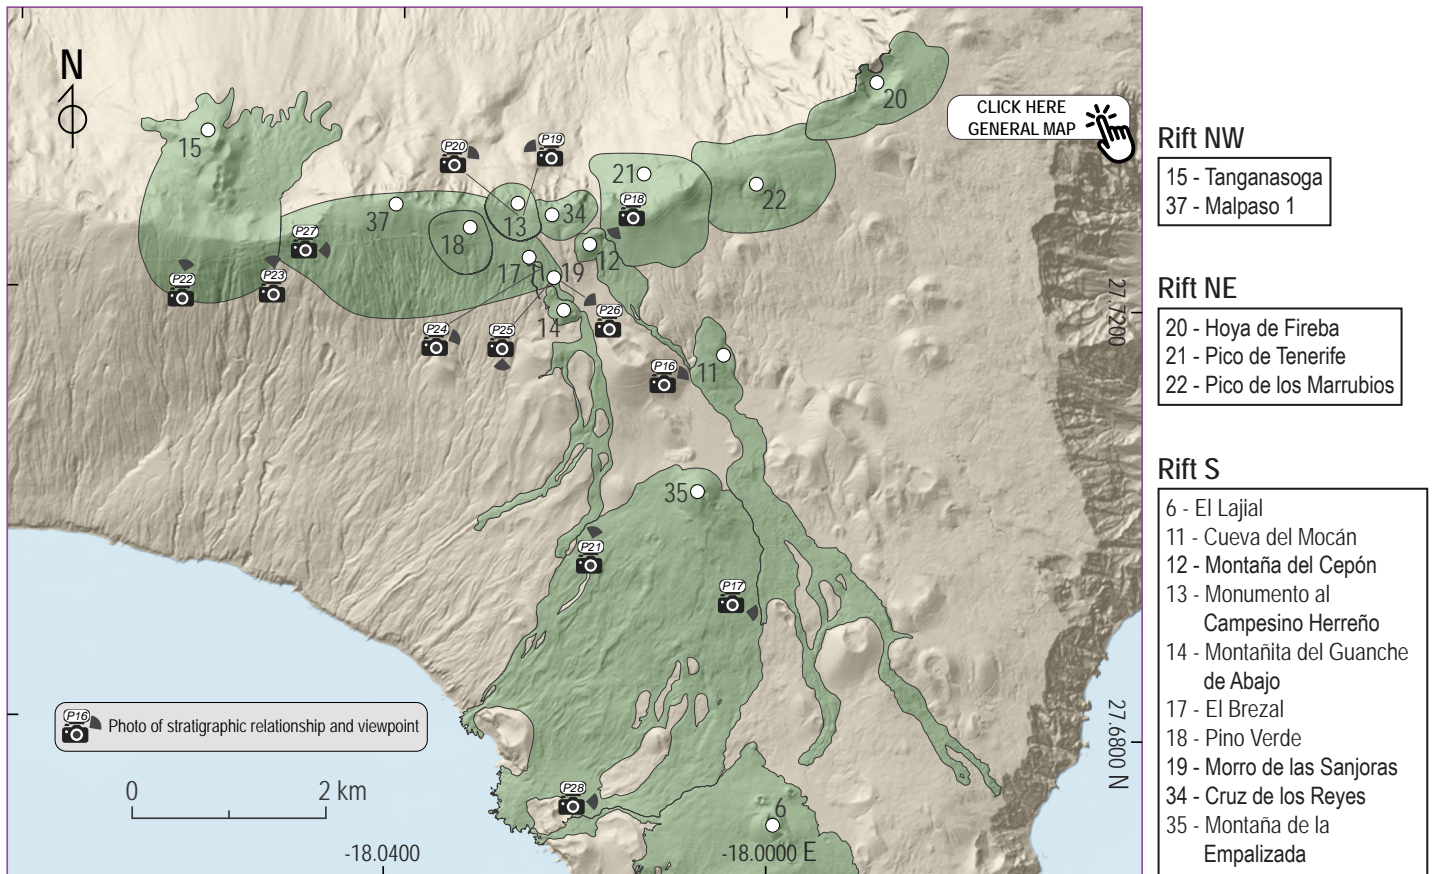 N
CLICK HERE
GENERAL MAP
20
15
P20
P19
21
22
P18
37
13
34
18
12
P27
17
19
P22
P23
14
P26
P24
P25
27.7200
P16
11
35
P21
P17
P16
Photo of stratigraphic relationship and viewpoint
27.6800 N
0
2 km
P28
6
-18.0400
-18.0000 E
Rift NW
15 - Tanganasoga
37 - Malpaso 1
Rift NE
20 - Hoya de Fireba
21 - Pico de Tenerife
22 - Pico de los Marrubios
Rift S
6 - El Lajial
11 - Cueva del Mocán
12 - Montaña del Cepón
13 - Monumento al
Campesino Herreño
14 - Montañita del Guanche
de Abajo
17 - El Brezal
18 - Pino Verde
19 - Morro de las Sanjoras
34 - Cruz de los Reyes
35 - Montaña de la
Empalizada